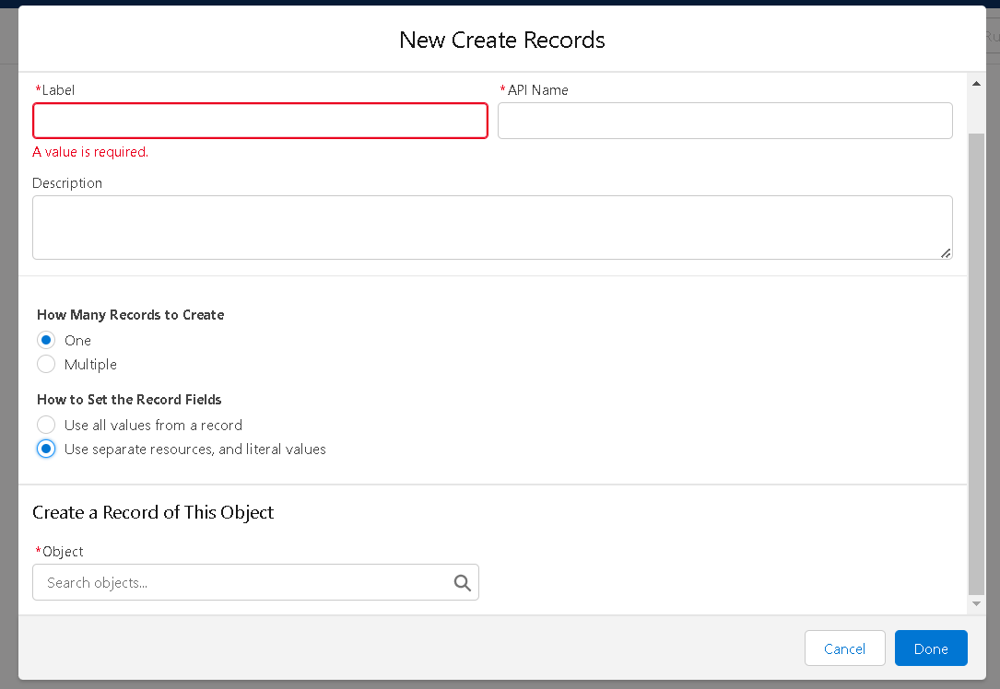 New Create Records
*Label
*API Name
A value is required.
Description
How Many Records to Create
One
Multiple
How to Set the Record Fields
Use all values from a record
Use separate resources, and literal values
Create a Record of This Object
*Object
Search objects...
Cancel
Done